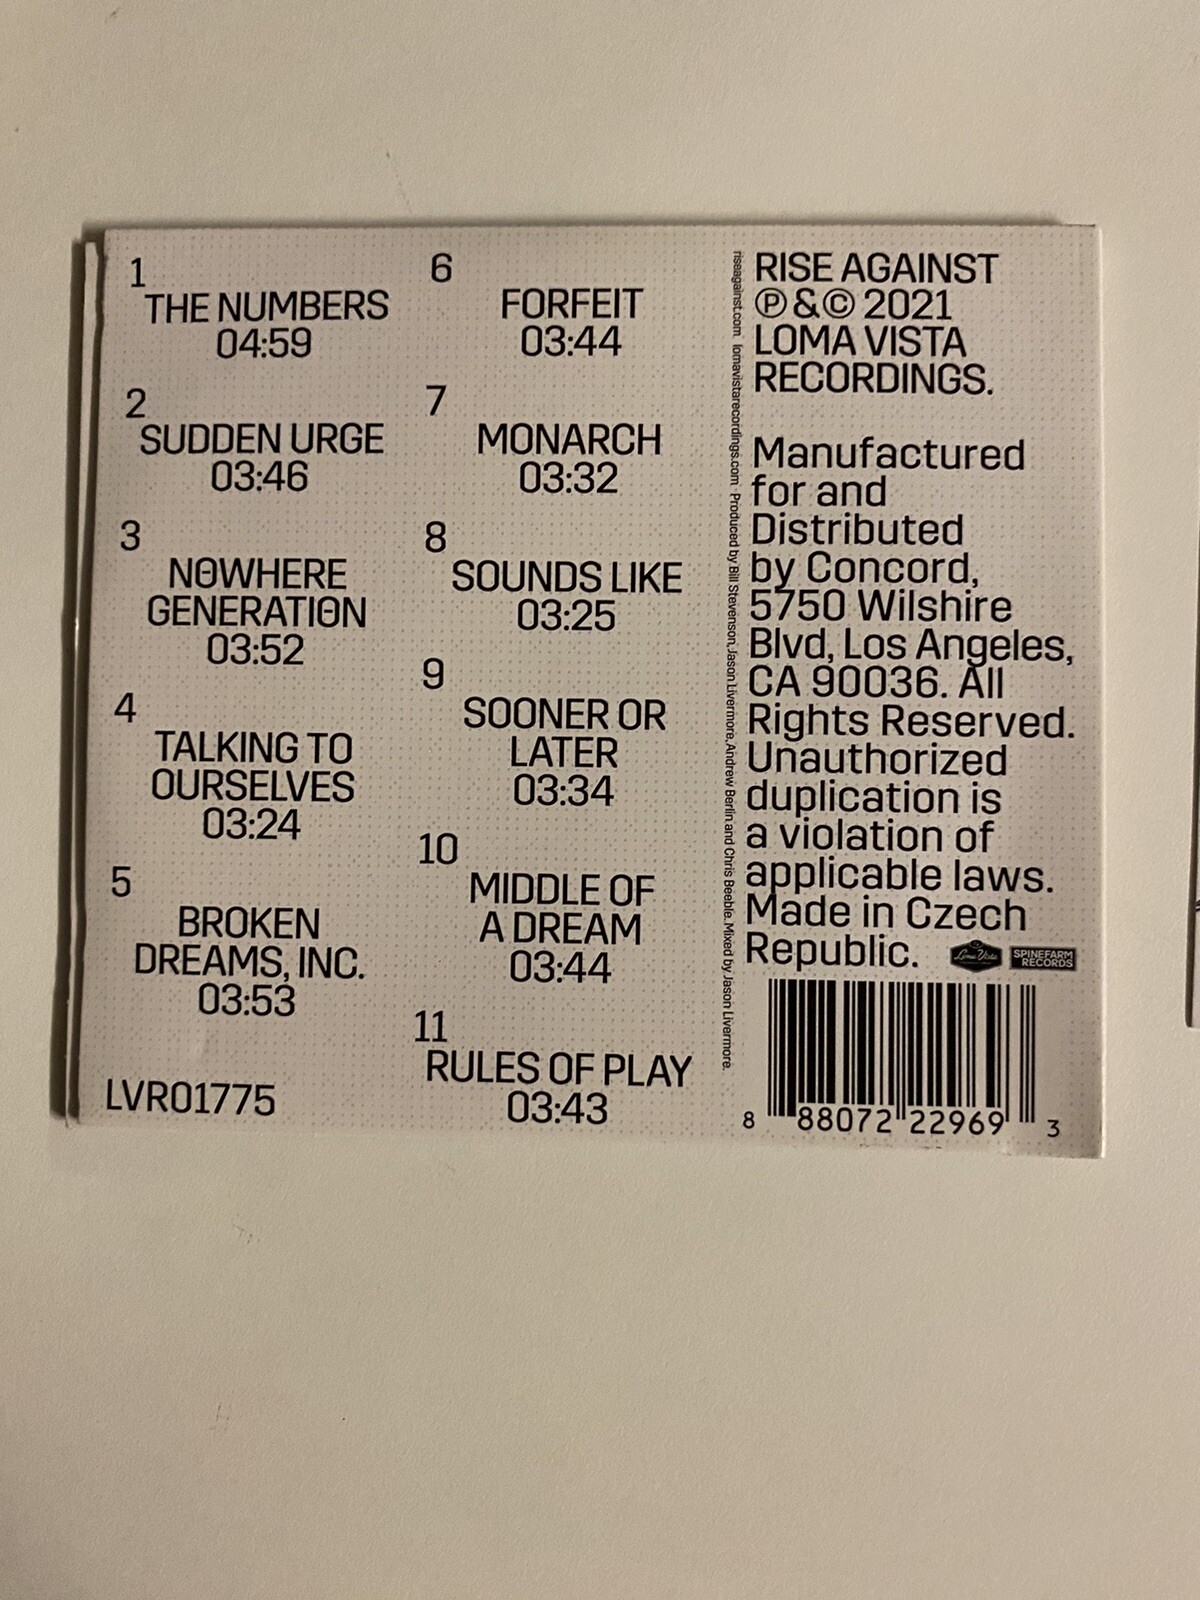 1
THE NUMBERS
04:59
2
SUDDEN URGE
03:46
3
NOWHERE
GENERATION
03:52
4
TALKING TO
OURSELVES
03:24
5
BROKEN
DREAMS, INC.
03:53
LVR01775
6
FORFEIT
03:44
7
MONARCH
03:32
8
SOUNDS LIKE
03:25
9
SOONER OR
LATER
03:34
10
MIDDLE OF
A DREAM
03:44
11
RULES OF PLAY
03:43
riseagainst.com lomavistarecordings.com Produced by Bill Stevenson, Jason Livermore, Andrew Berlin and Chris Beeble. Mixed by Jason Livermore.
RISE AGAINST
Ⓟ & © 2021
LOMA VISTA
RECORDINGS.
Manufactured
for and
Distributed
by Concord,
5750 Wilshire
Blvd, Los Angeles,
CA 90036. All
Rights Reserved.
Unauthorized
duplication is
a violation of
applicable laws.
Made in Czech
Republic.
Loma Vista
SPINEFARM
RECORDS
8 88072 22969 3